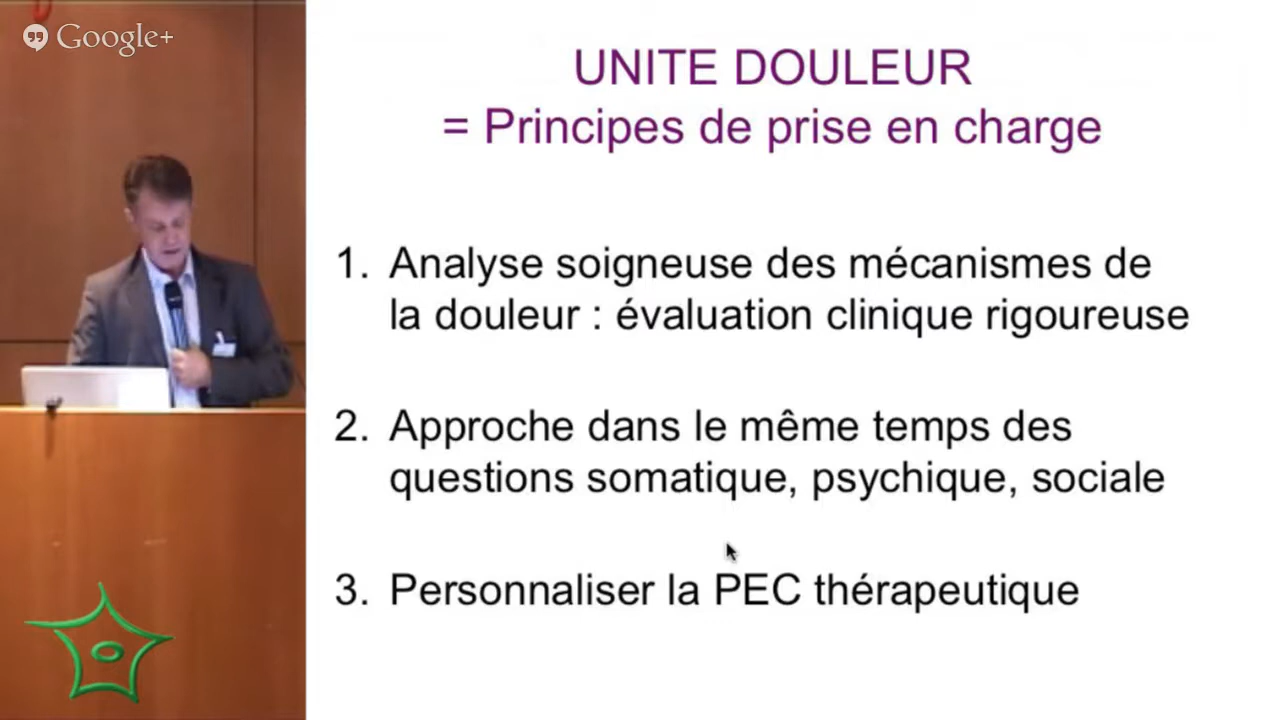 Google+
UNITE DOULEUR
= Principes de prise en charge
1. Analyse soigneuse des mécanismes de
la douleur : évaluation clinique rigoureuse
2. Approche dans le même temps des
questions somatique, psychique, sociale
3. Personnaliser la PEC thérapeutique